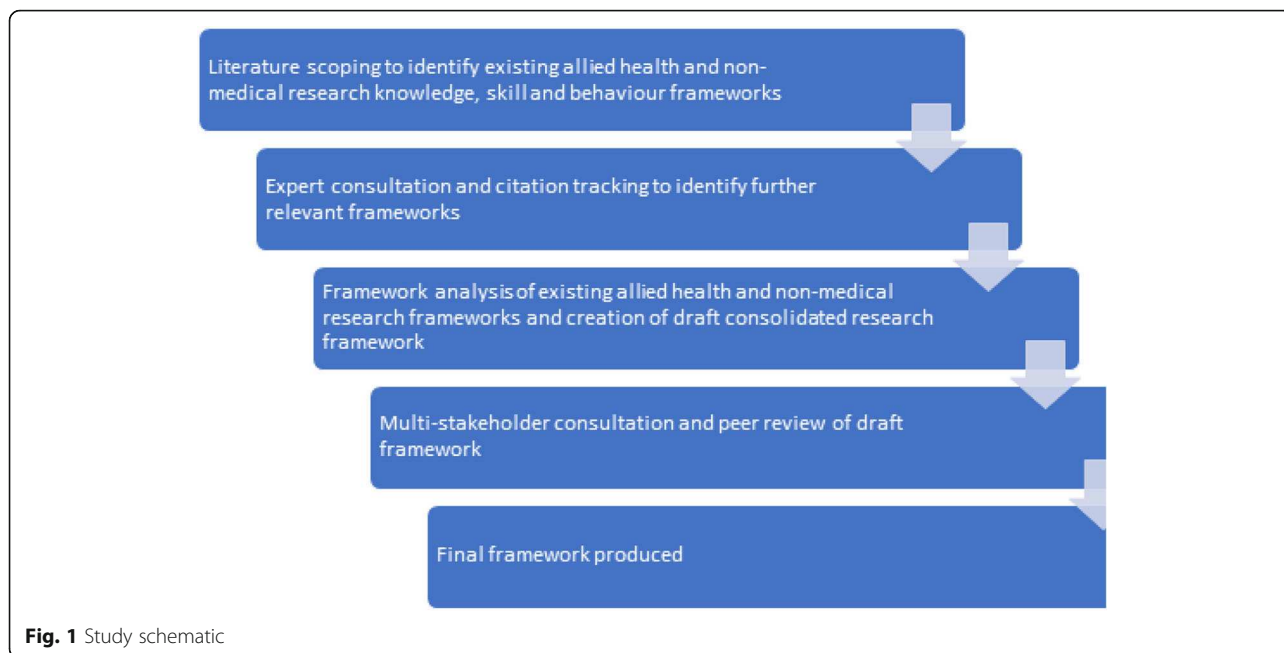 Literature scoping to identify existing allied health and non-
medical research knowledge, skill and behaviour frameworks
Expert consultation and citation tracking to identify further
relevant frameworks
Framework analysis of existing allied health and non-medical
research frameworks and creation of draft consolidated research
framework
Multi-stakeholder consultation and peer review of draft
framework
Final framework produced
Fig. 1 Study schematic